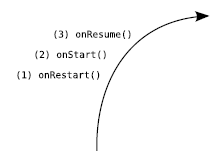 (3) onResume()
(2) onStart()
(1) onRestart()